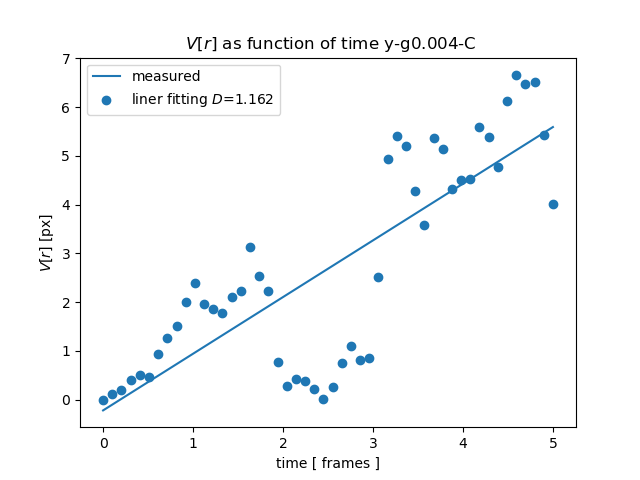 V[r] as function of time y-g0.004-C
measured
liner fitting D=1.162
7
6
5
4
3
2
1
0
V[r] [px]
0 1 2 3 4 5
time [ frames ]